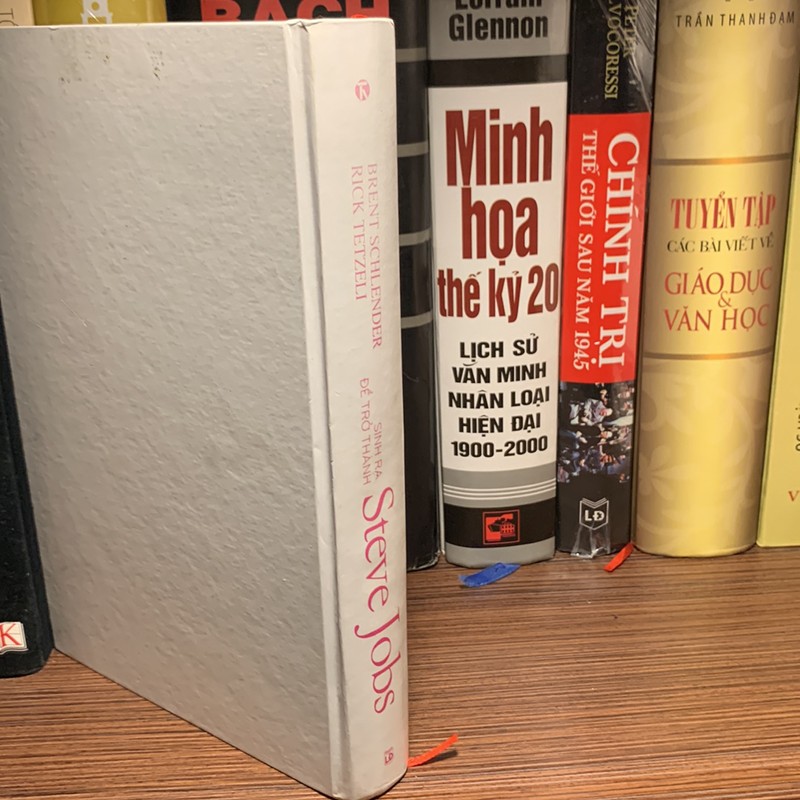 BRENT SCHLENDER
RICK TETZELI
SINH RA
ĐỂ TRỞ THÀNH
Steve Jobs
BACH
Lorraine
Glennon
Minh
họa
thế kỷ 20
LỊCH SỬ
VĂN MINH
NHÂN LOẠI
HIỆN ĐẠI
1900-2000
CHÍNH TRỊ
THẾ GIỚI SAU NĂM 1945
LĐ
TRẦN THANH ĐẠM
TUYỂN TẬP
CÁC BÀI VIẾT VỀ
GIÁO DỤC
&
VĂN HỌC